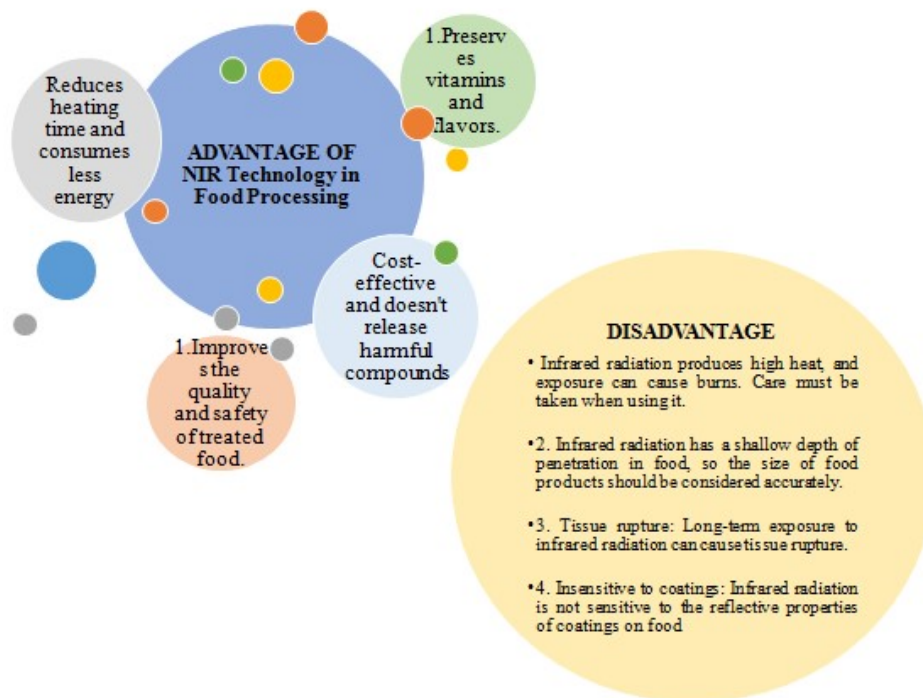 Reduces
heating
time and
consumes
less
energy
ADVANTAGE OF
NIR Technology in
Food Processing
1.Preserv
es
vitamins
and
flavors.
Cost-
effective
and doesn't
release
harmful
compounds
1.Improve
s the
quality
and safety
of treated
food.
DISADVANTAGE
• Infrared radiation produces high heat, and
exposure can cause burns. Care must be
taken when using it.
•2. Infrared radiation has a shallow depth of
penetration in food, so the size of food
products should be considered accurately.
•3. Tissue rupture: Long-term exposure to
infrared radiation can cause tissue rupture.
•4. Insensitive to coatings: Infrared radiation
is not sensitive to the reflective properties
of coatings on food